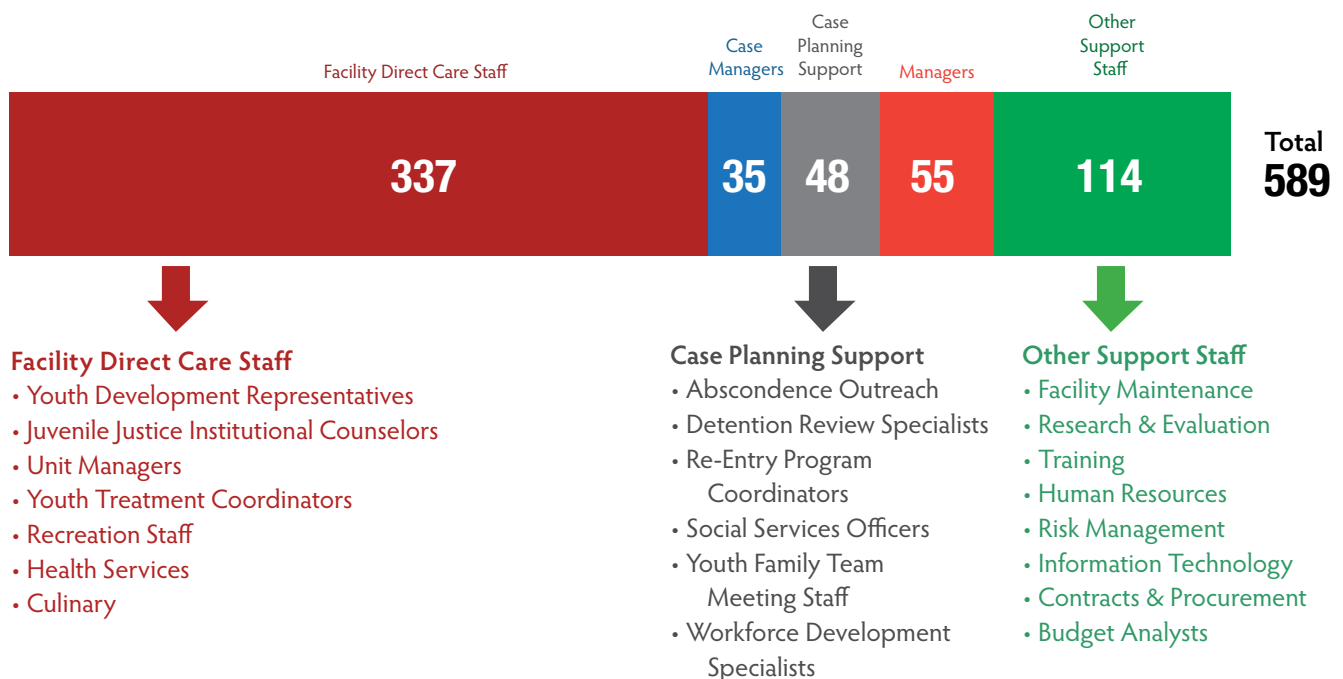 Facility Direct Care Staff
Case
Managers
Case
Planning
Support
Managers
Other
Support
Staff
337
35
48
55
114
Total
589
Facility Direct Care Staff
• Youth Development Representatives
• Juvenile Justice Institutional Counselors
• Unit Managers
• Youth Treatment Coordinators
• Recreation Staff
• Health Services
• Culinary
Case Planning Support
• Abscondence Outreach
• Detention Review Specialists
• Re-Entry Program
Coordinators
• Social Services Officers
• Youth Family Team
Meeting Staff
• Workforce Development
Specialists
Other Support Staff
• Facility Maintenance
• Research & Evaluation
• Training
• Human Resources
• Risk Management
• Information Technology
• Contracts & Procurement
• Budget Analysts